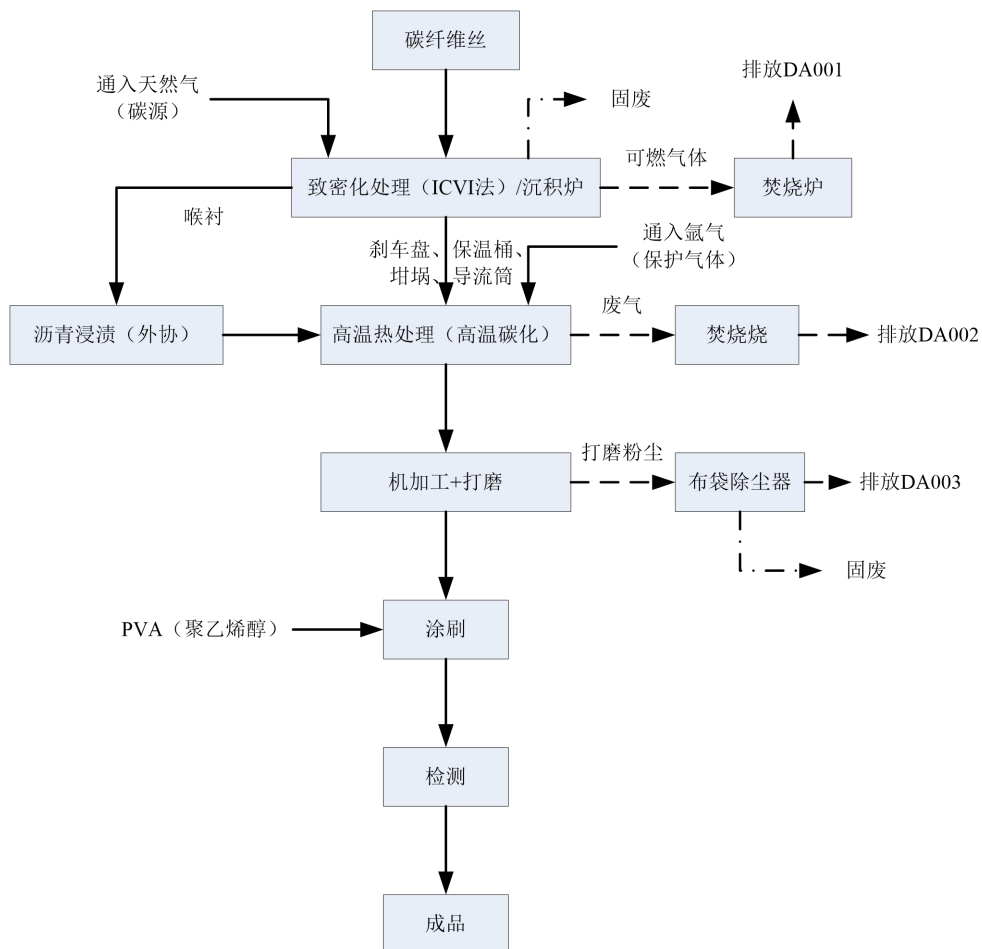 碳纤维丝
排放DA001
通入天然气
（碳源）
固废
可燃气体
致密化处理（ICVI法）/沉积炉
焚烧炉
喉衬
刹车盘、保温桶、
坩埚、导流筒
通入氩气
（保护气体）
废气
沥青浸渍（外协）
高温热处理（高温碳化）
焚烧烧
排放DA002
打磨粉尘
机加工+打磨
布袋除尘器
排放DA003
固废
PVA（聚乙烯醇）
涂刷
检测
成品